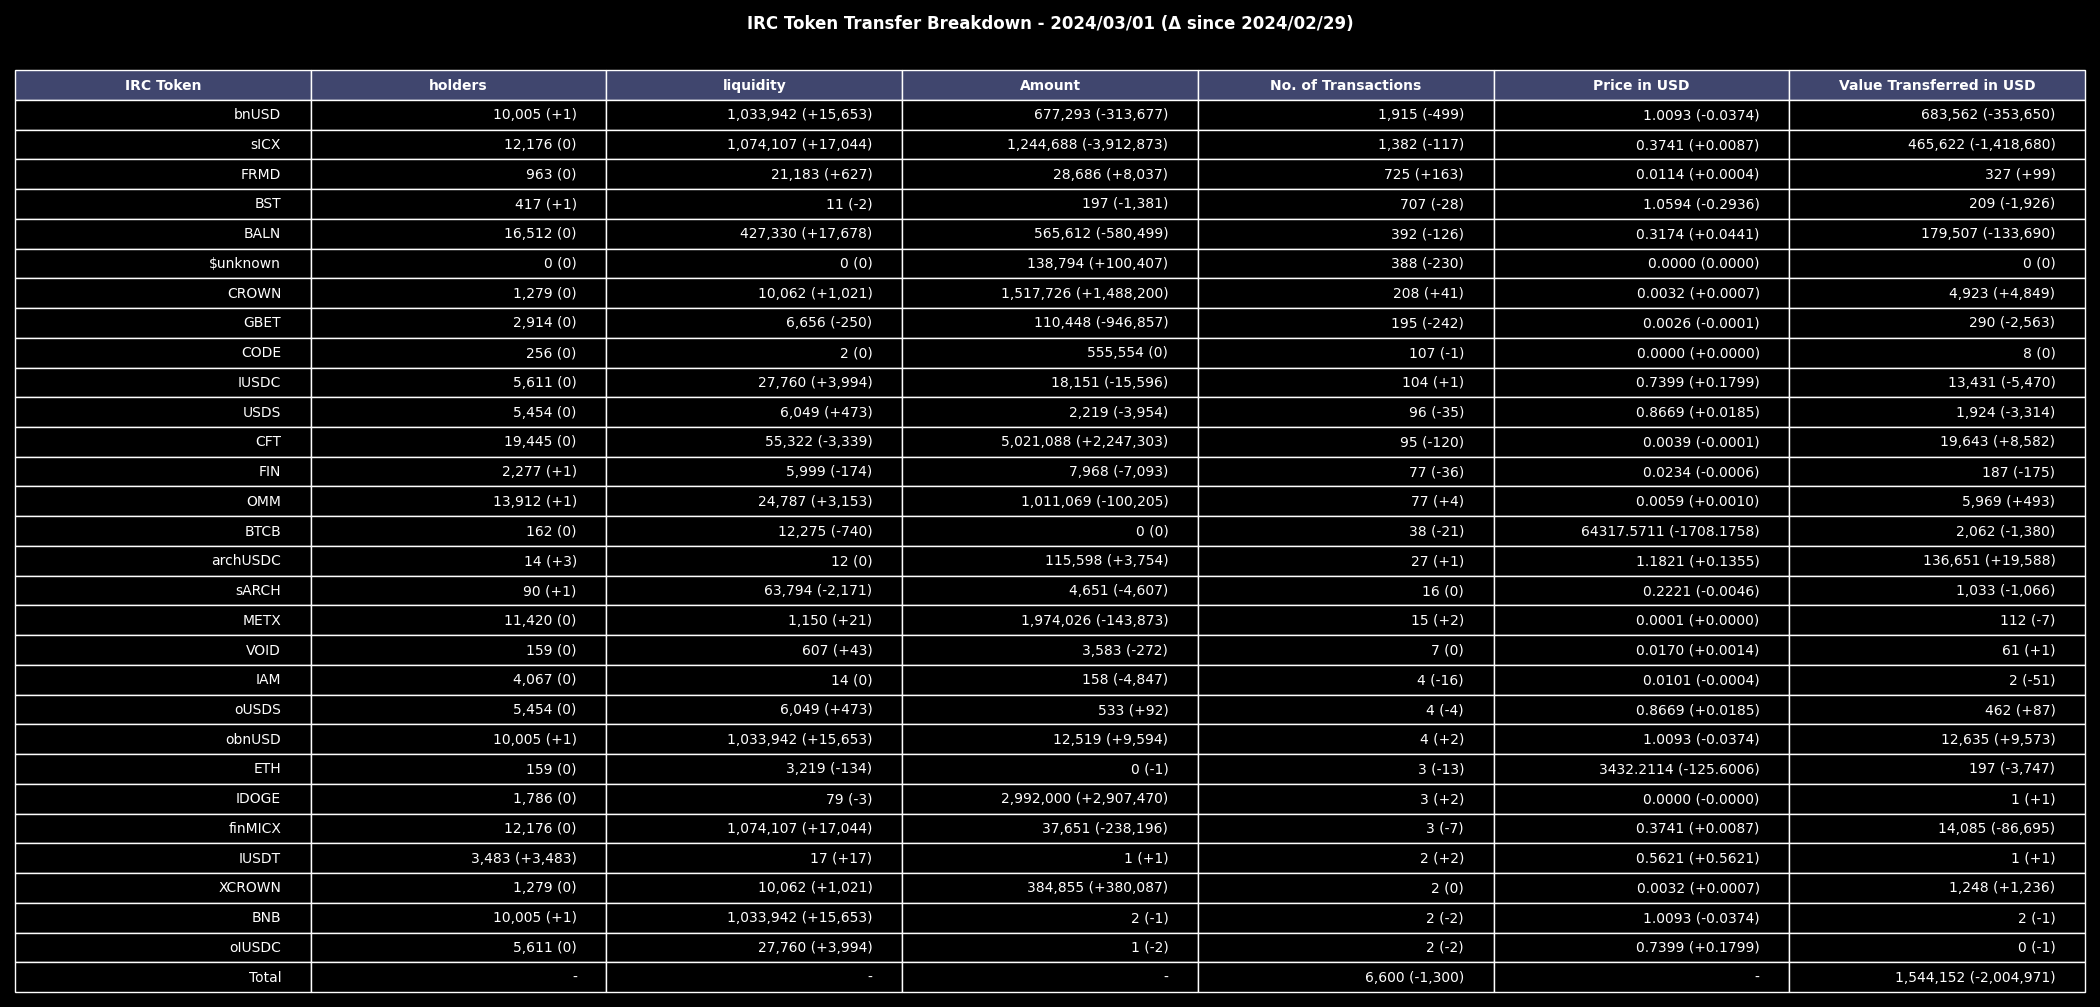 IRC Token Transfer Breakdown - 2024/03/01 (Δ since 2024/02/29)
IRC Token holders liquidity Amount No. of Transactions Price in USD Value Transferred in USD
bnUSD 10,005 (+1) 1,033,942 (+15,653) 677,293 (-313,677) 1,915 (-499) 1.0093 (-0.0374) 683,562 (-353,650)
sICX 12,176 (0) 1,074,107 (+17,044) 1,244,688 (-3,912,873) 1,382 (-117) 0.3741 (+0.0087) 465,622 (-1,418,680)
FRMD 963 (0) 21,183 (+627) 28,686 (+8,037) 725 (+163) 0.0114 (+0.0004) 327 (+99)
BST 417 (+1) 11 (-2) 197 (-1,381) 707 (-28) 1.0594 (-0.2936) 209 (-1,926)
BALN 16,512 (0) 427,330 (+17,678) 565,612 (-580,499) 392 (-126) 0.3174 (+0.0441) 179,507 (-133,690)
$unknown 0 (0) 0 (0) 138,794 (+100,407) 388 (-230) 0.0000 (0.0000) 0 (0)
CROWN 1,279 (0) 10,062 (+1,021) 1,517,726 (+1,488,200) 208 (+41) 0.0032 (+0.0007) 4,923 (+4,849)
GBET 2,914 (0) 6,656 (-250) 110,448 (-946,857) 195 (-242) 0.0026 (-0.0001) 290 (-2,563)
CODE 256 (0) 2 (0) 555,554 (0) 107 (-1) 0.0000 (+0.0000) 8 (0)
IUSDC 5,611 (0) 27,760 (+3,994) 18,151 (-15,596) 104 (+1) 0.7399 (+0.1799) 13,431 (-5,470)
USDS 5,454 (0) 6,049 (+473) 2,219 (-3,954) 96 (-35) 0.8669 (+0.0185) 1,924 (-3,314)
CFT 19,445 (0) 55,322 (-3,339) 5,021,088 (+2,247,303) 95 (-120) 0.0039 (-0.0001) 19,643 (+8,582)
FIN 2,277 (+1) 5,999 (-174) 7,968 (-7,093) 77 (-36) 0.0234 (-0.0006) 187 (-175)
OMM 13,912 (+1) 24,787 (+3,153) 1,011,069 (-100,205) 77 (+4) 0.0059 (+0.0010) 5,969 (+493)
BTCB 162 (0) 12,275 (-740) 0 (0) 38 (-21) 64317.5711 (-1708.1758) 2,062 (-1,380)
archUSDC 14 (+3) 12 (0) 115,598 (+3,754) 27 (+1) 1.1821 (+0.1355) 136,651 (+19,588)
sARCH 90 (+1) 63,794 (-2,171) 4,651 (-4,607) 16 (0) 0.2221 (-0.0046) 1,033 (-1,066)
METX 11,420 (0) 1,150 (+21) 1,974,026 (-143,873) 15 (+2) 0.0001 (+0.0000) 112 (-7)
VOID 159 (0) 607 (+43) 3,583 (-272) 7 (0) 0.0170 (+0.0014) 61 (+1)
IAM 4,067 (0) 14 (0) 158 (-4,847) 4 (-16) 0.0101 (-0.0004) 2 (-51)
oUSDS 5,454 (0) 6,049 (+473) 533 (+92) 4 (-4) 0.8669 (+0.0185) 462 (+87)
obnUSD 10,005 (+1) 1,033,942 (+15,653) 12,519 (+9,594) 4 (+2) 1.0093 (-0.0374) 12,635 (+9,573)
ETH 159 (0) 3,219 (-134) 0 (-1) 3 (-13) 3432.2114 (-125.6006) 197 (-3,747)
IDOGE 1,786 (0) 79 (-3) 2,992,000 (+2,907,470) 3 (+2) 0.0000 (-0.0000) 1 (+1)
finMICX 12,176 (0) 1,074,107 (+17,044) 37,651 (-238,196) 3 (-7) 0.3741 (+0.0087) 14,085 (-86,695)
IUSDT 3,483 (+3,483) 17 (+17) 1 (+1) 2 (+2) 0.5621 (+0.5621) 1 (+1)
XCROWN 1,279 (0) 10,062 (+1,021) 384,855 (+380,087) 2 (0) 0.0032 (+0.0007) 1,248 (+1,236)
BNB 10,005 (+1) 1,033,942 (+15,653) 2 (-1) 2 (-2) 1.0093 (-0.0374) 2 (-1)
oIUSDC 5,611 (0) 27,760 (+3,994) 1 (-2) 2 (-2) 0.7399 (+0.1799) 0 (-1)
Total - - - 6,600 (-1,300) - 1,544,152 (-2,004,971)